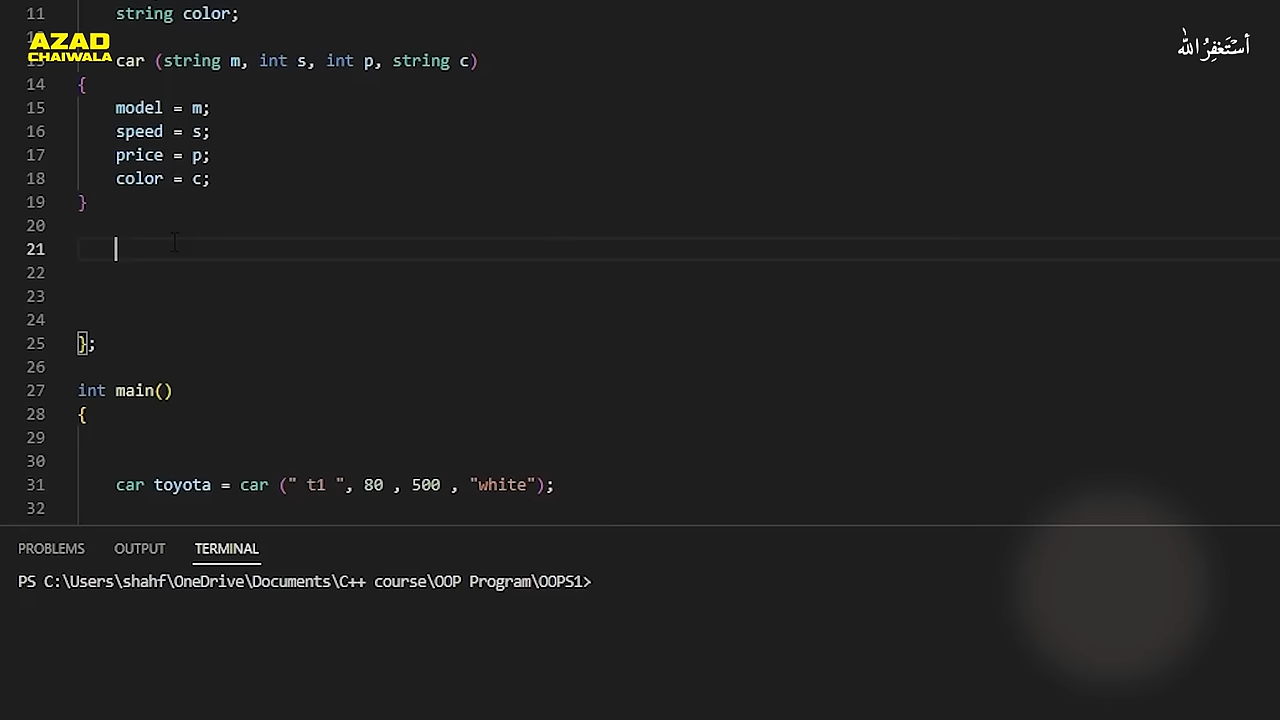 11 string color;
AZAD
CHAIWALA
أستغفر الله
car (string m, int s, int p, string c)
14 {
15 model = m;
16 speed = s;
17 price = p;
18 color = c;
19 }
20
21
22
23
24
25 };
26
27 int main()
28 {
29
30
31 car toyota = car (" t1 ", 80 , 500 , "white");
32
PROBLEMS OUTPUT TERMINAL
PS C:\Users\shahf\OneDrive\Documents\C++ course\OOP Program\OOPS1>